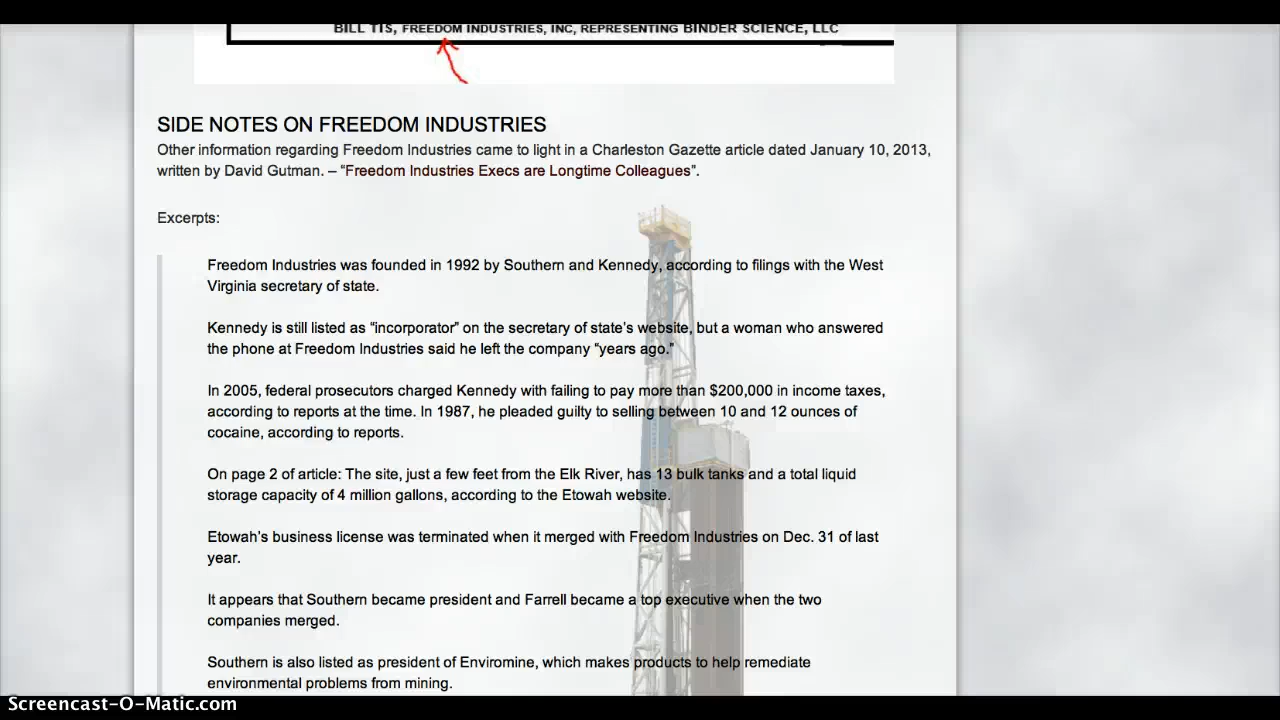 BILL TIS, FREEDOM INDUSTRIES, INC, REPRESENTING BINDER SCIENCE, LLC
SIDE NOTES ON FREEDOM INDUSTRIES
Other information regarding Freedom Industries came to light in a Charleston Gazette article dated January 10, 2013,
written by David Gutman. – “Freedom Industries Execs are Longtime Colleagues”.
Excerpts:
Freedom Industries was founded in 1992 by Southern and Kennedy, according to filings with the West
Virginia secretary of state.
Kennedy is still listed as “incorporator” on the secretary of state’s website, but a woman who answered
the phone at Freedom Industries said he left the company “years ago.”
In 2005, federal prosecutors charged Kennedy with failing to pay more than $200,000 in income taxes,
according to reports at the time. In 1987, he pleaded guilty to selling between 10 and 12 ounces of
cocaine, according to reports.
On page 2 of article: The site, just a few feet from the Elk River, has 13 bulk tanks and a total liquid
storage capacity of 4 million gallons, according to the Etowah website.
Etowah’s business license was terminated when it merged with Freedom Industries on Dec. 31 of last
year.
It appears that Southern became president and Farrell became a top executive when the two
companies merged.
Southern is also listed as president of Enviromine, which makes products to help remediate
environmental problems from mining.
Screencast-O-Matic.com